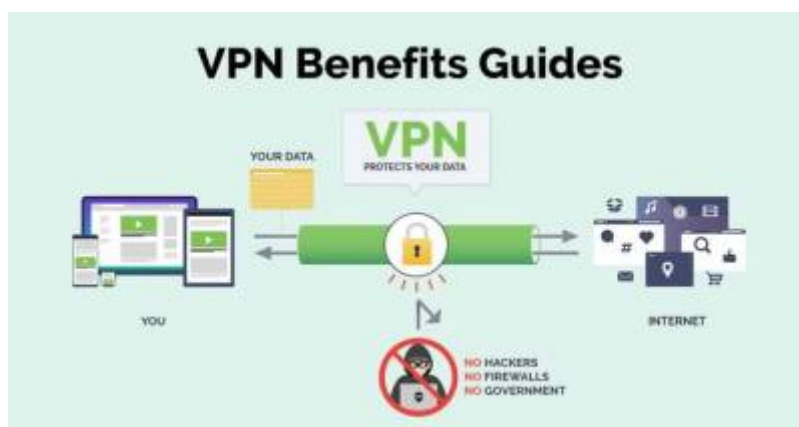 VPN Benefits Guides
VPN
PROTECTS YOUR DATA
YOUR DATA
YOU
INTERNET
NO HACKERS
NO FIREWALLS
NO GOVERNMENT